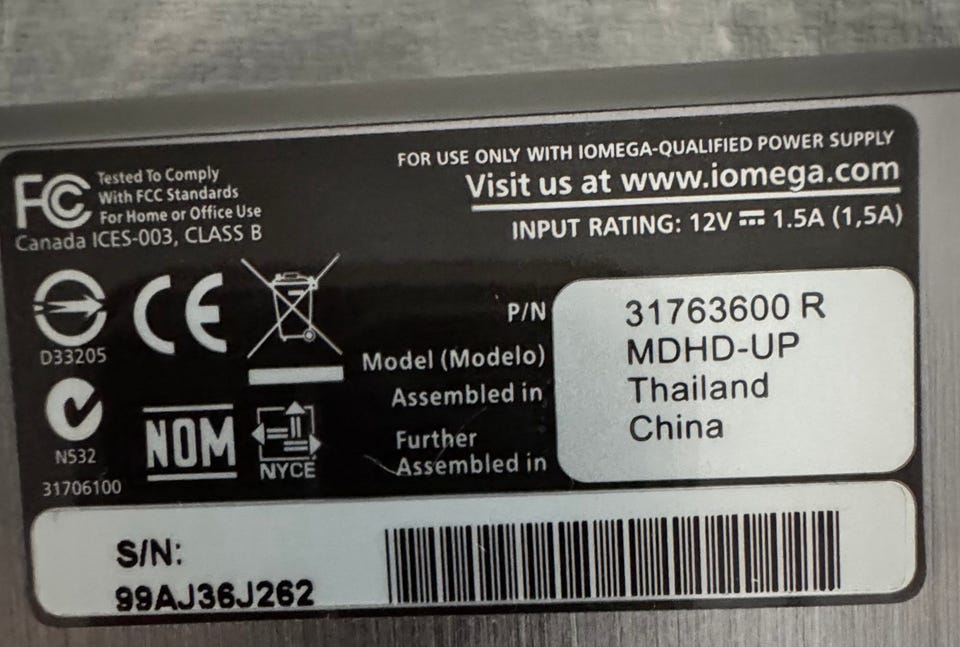 FOR USE ONLY WITH IOMEGA-QUALIFIED POWER SUPPLY
Visit us at www.iomega.com
INPUT RATING: 12V ⎓ 1.5A (1,5A)
FC Tested To Comply
With FCC Standards
For Home or Office Use
Canada ICES-003, CLASS B
D33205
CE
N532
31706100
NOM
NYCE
P/N 31763600 R
Model (Modelo) MDHD-UP
Assembled in Thailand
Further
Assembled in China
S/N:
99AJ36J262